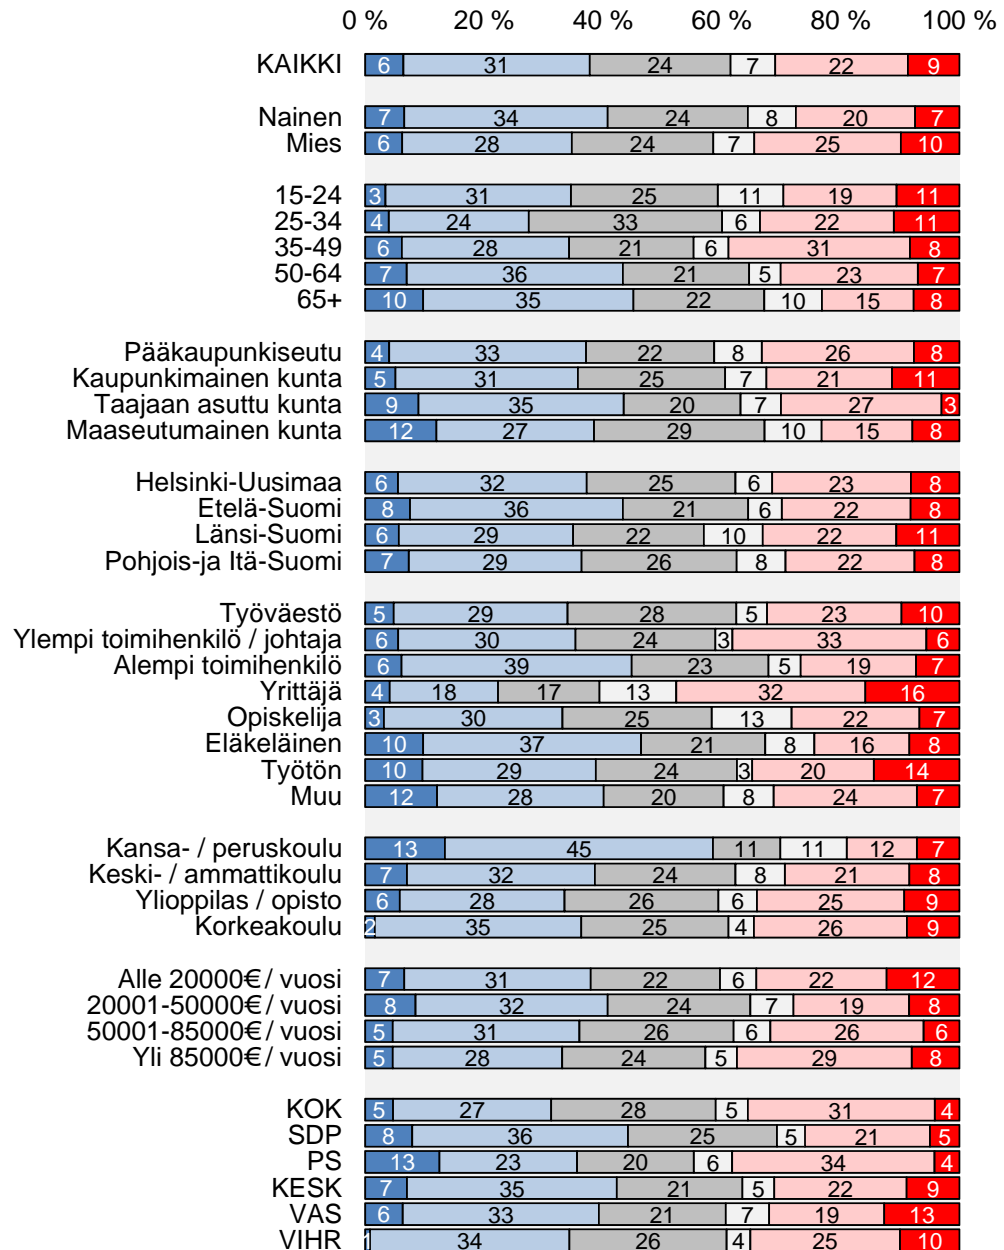 0 % 20 % 40 % 60 % 80 % 100 %
KAIKKI 6 31 24 7 22 9
Nainen 7 34 24 8 20 7
Mies 6 28 24 7 25 10
15-24 3 31 25 11 19 11
25-34 4 24 33 6 22 11
35-49 6 28 21 6 31 8
50-64 7 36 21 5 23 7
65+ 10 35 22 10 15 8
Pääkaupunkiseutu 4 33 22 8 26 8
Kaupunkimainen kunta 5 31 25 7 21 11
Taajaan asuttu kunta 9 35 20 7 27 3
Maaseutumainen kunta 12 27 29 10 15 8
Helsinki-Uusimaa 6 32 25 6 23 8
Etelä-Suomi 8 36 21 6 22 8
Länsi-Suomi 6 29 22 10 22 11
Pohjois-ja Itä-Suomi 7 29 26 8 22 8
Työväestö 5 29 28 5 23 10
Ylempi toimihenkilö / johtaja 6 30 24 3 33 6
Alempi toimihenkilö 6 39 23 5 19 7
Yrittäjä 4 18 17 13 32 16
Opiskelija 3 30 25 13 22 7
Eläkeläinen 10 37 21 8 16 8
Työtön 10 29 24 3 20 14
Muu 12 28 20 8 24 7
Kansa- / peruskoulu 13 45 11 11 12 7
Keski- / ammattikoulu 7 32 24 8 21 8
Ylioppilas / opisto 6 28 26 6 25 9
Korkeakoulu 2 35 25 4 26 9
Alle 20000€/ vuosi 7 31 22 6 22 12
20001-50000€/ vuosi 8 32 24 7 19 8
50001-85000€/ vuosi 5 31 26 6 26 6
Yli 85000€/ vuosi 5 28 24 5 29 8
KOK 5 27 28 5 31 4
SDP 8 36 25 5 21 5
PS 13 23 20 6 34 4
KESK 7 35 21 5 22 9
VAS 6 33 21 7 19 13
VIHR 1 34 26 4 25 10